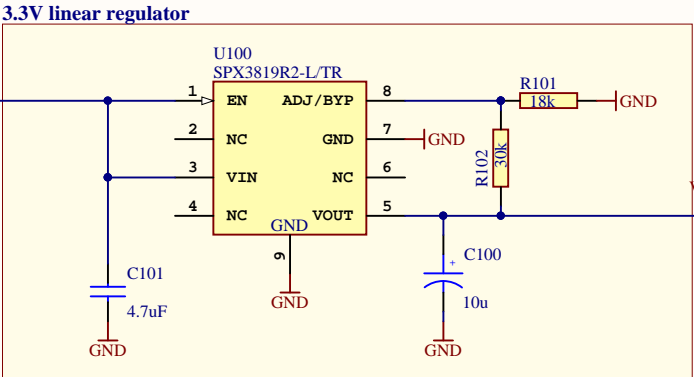 3.3V linear regulator
U100
SPX3819R2-L/TR
1 EN ADJ/BYP 8
R101
18k
GND
2 NC GND 7 GND
R102
30k
3 VIN NC 6
4 NC VOUT 5
GND
9
GND
C101
4.7uF
GND
+
C100
10u
GND